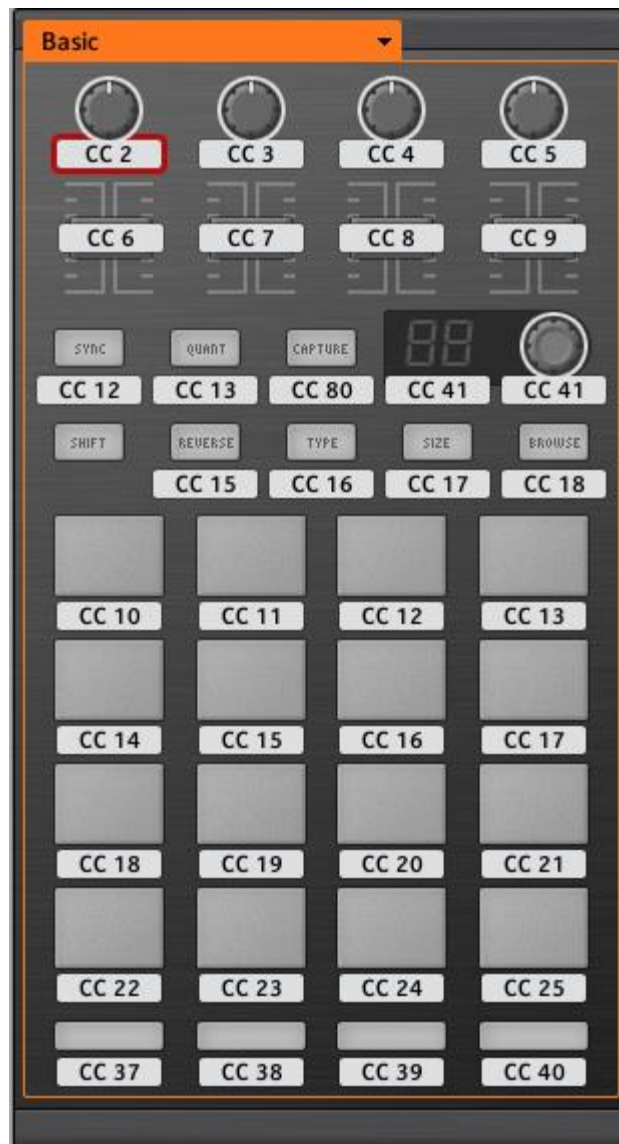 Basic
CC 2 CC 3 CC 4 CC 5
CC 6 CC 7 CC 8 CC 9
SYNC QUANT CAPTURE
CC 12 CC 13 CC 80 CC 41 CC 41
SHIFT REVERSE TYPE SIZE BROWSE
CC 15 CC 16 CC 17 CC 18
CC 10 CC 11 CC 12 CC 13
CC 14 CC 15 CC 16 CC 17
CC 18 CC 19 CC 20 CC 21
CC 22 CC 23 CC 24 CC 25
CC 37 CC 38 CC 39 CC 40